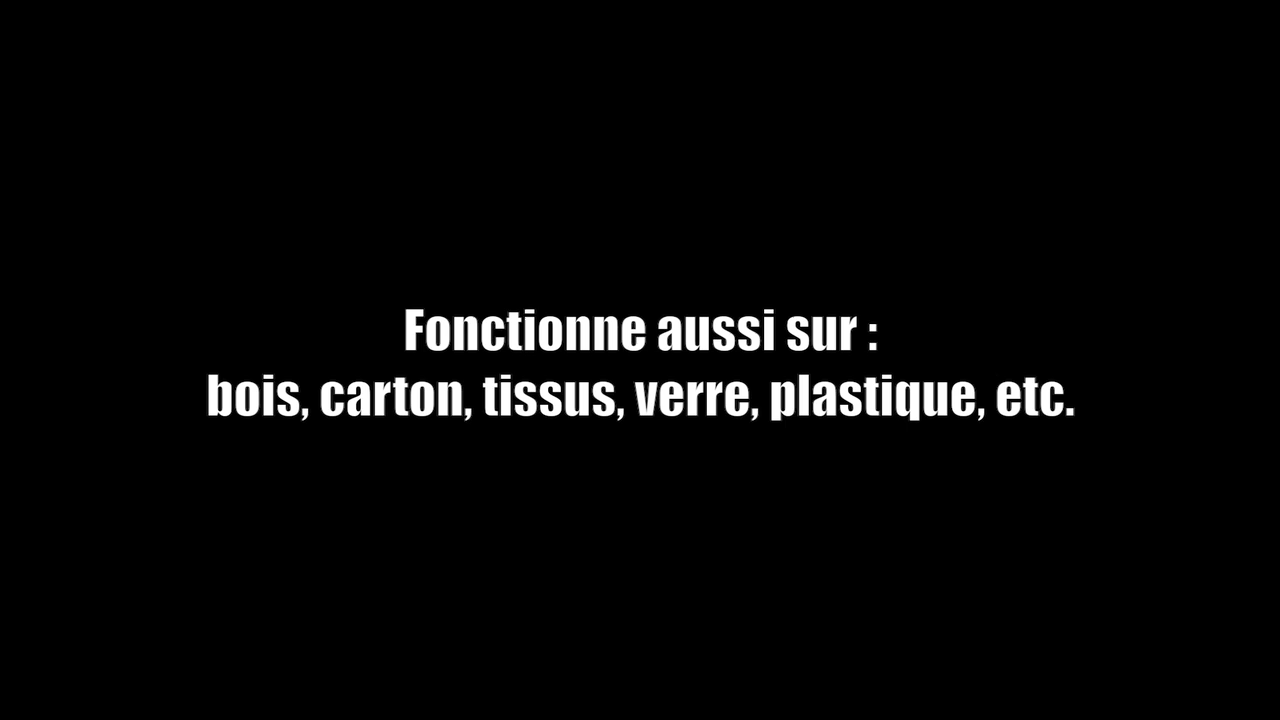 Fonctionne aussi sur :
bois, carton, tissus, verre, plastique, etc.